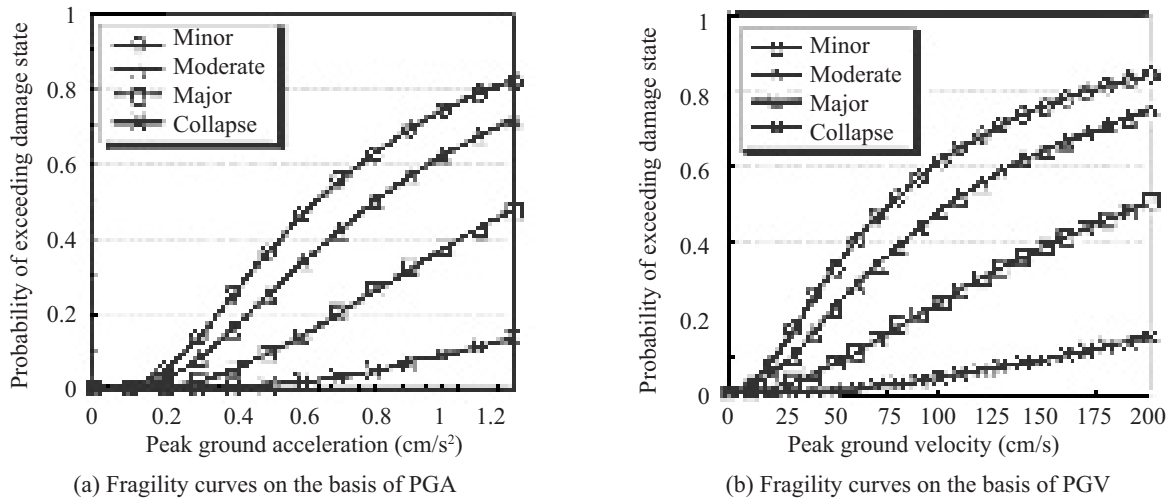 1
0.8
0.6
0.4
0.2
0
Probability of exceeding damage state
Minor
Moderate
Major
Collapse
0 0.2 0.4 0.6 0.8 1 1.2
Peak ground acceleration (cm/s²)
(a) Fragility curves on the basis of PGA
1
0.8
0.6
0.4
0.2
0
Probability of exceeding damage state
Minor
Moderate
Major
Collapse
0 25 50 75 100 125 150 175 200
Peak ground velocity (cm/s)
(b) Fragility curves on the basis of PGV